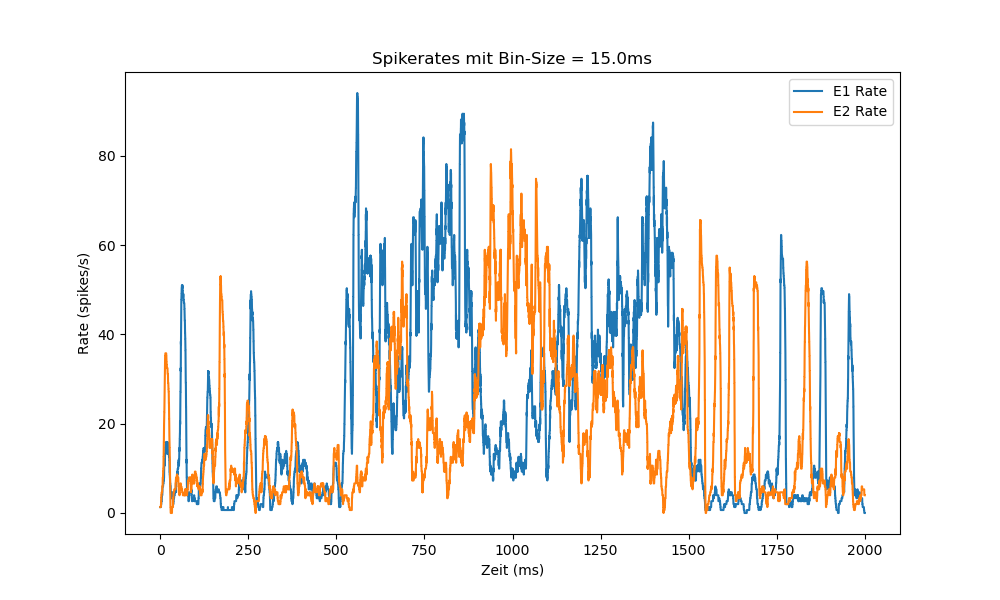 Spikerates mit Bin-Size = 15.0ms
E1 Rate
E2 Rate
Rate (spikes/s)
80
60
40
20
0
0 250 500 750 1000 1250 1500 1750 2000
Zeit (ms)